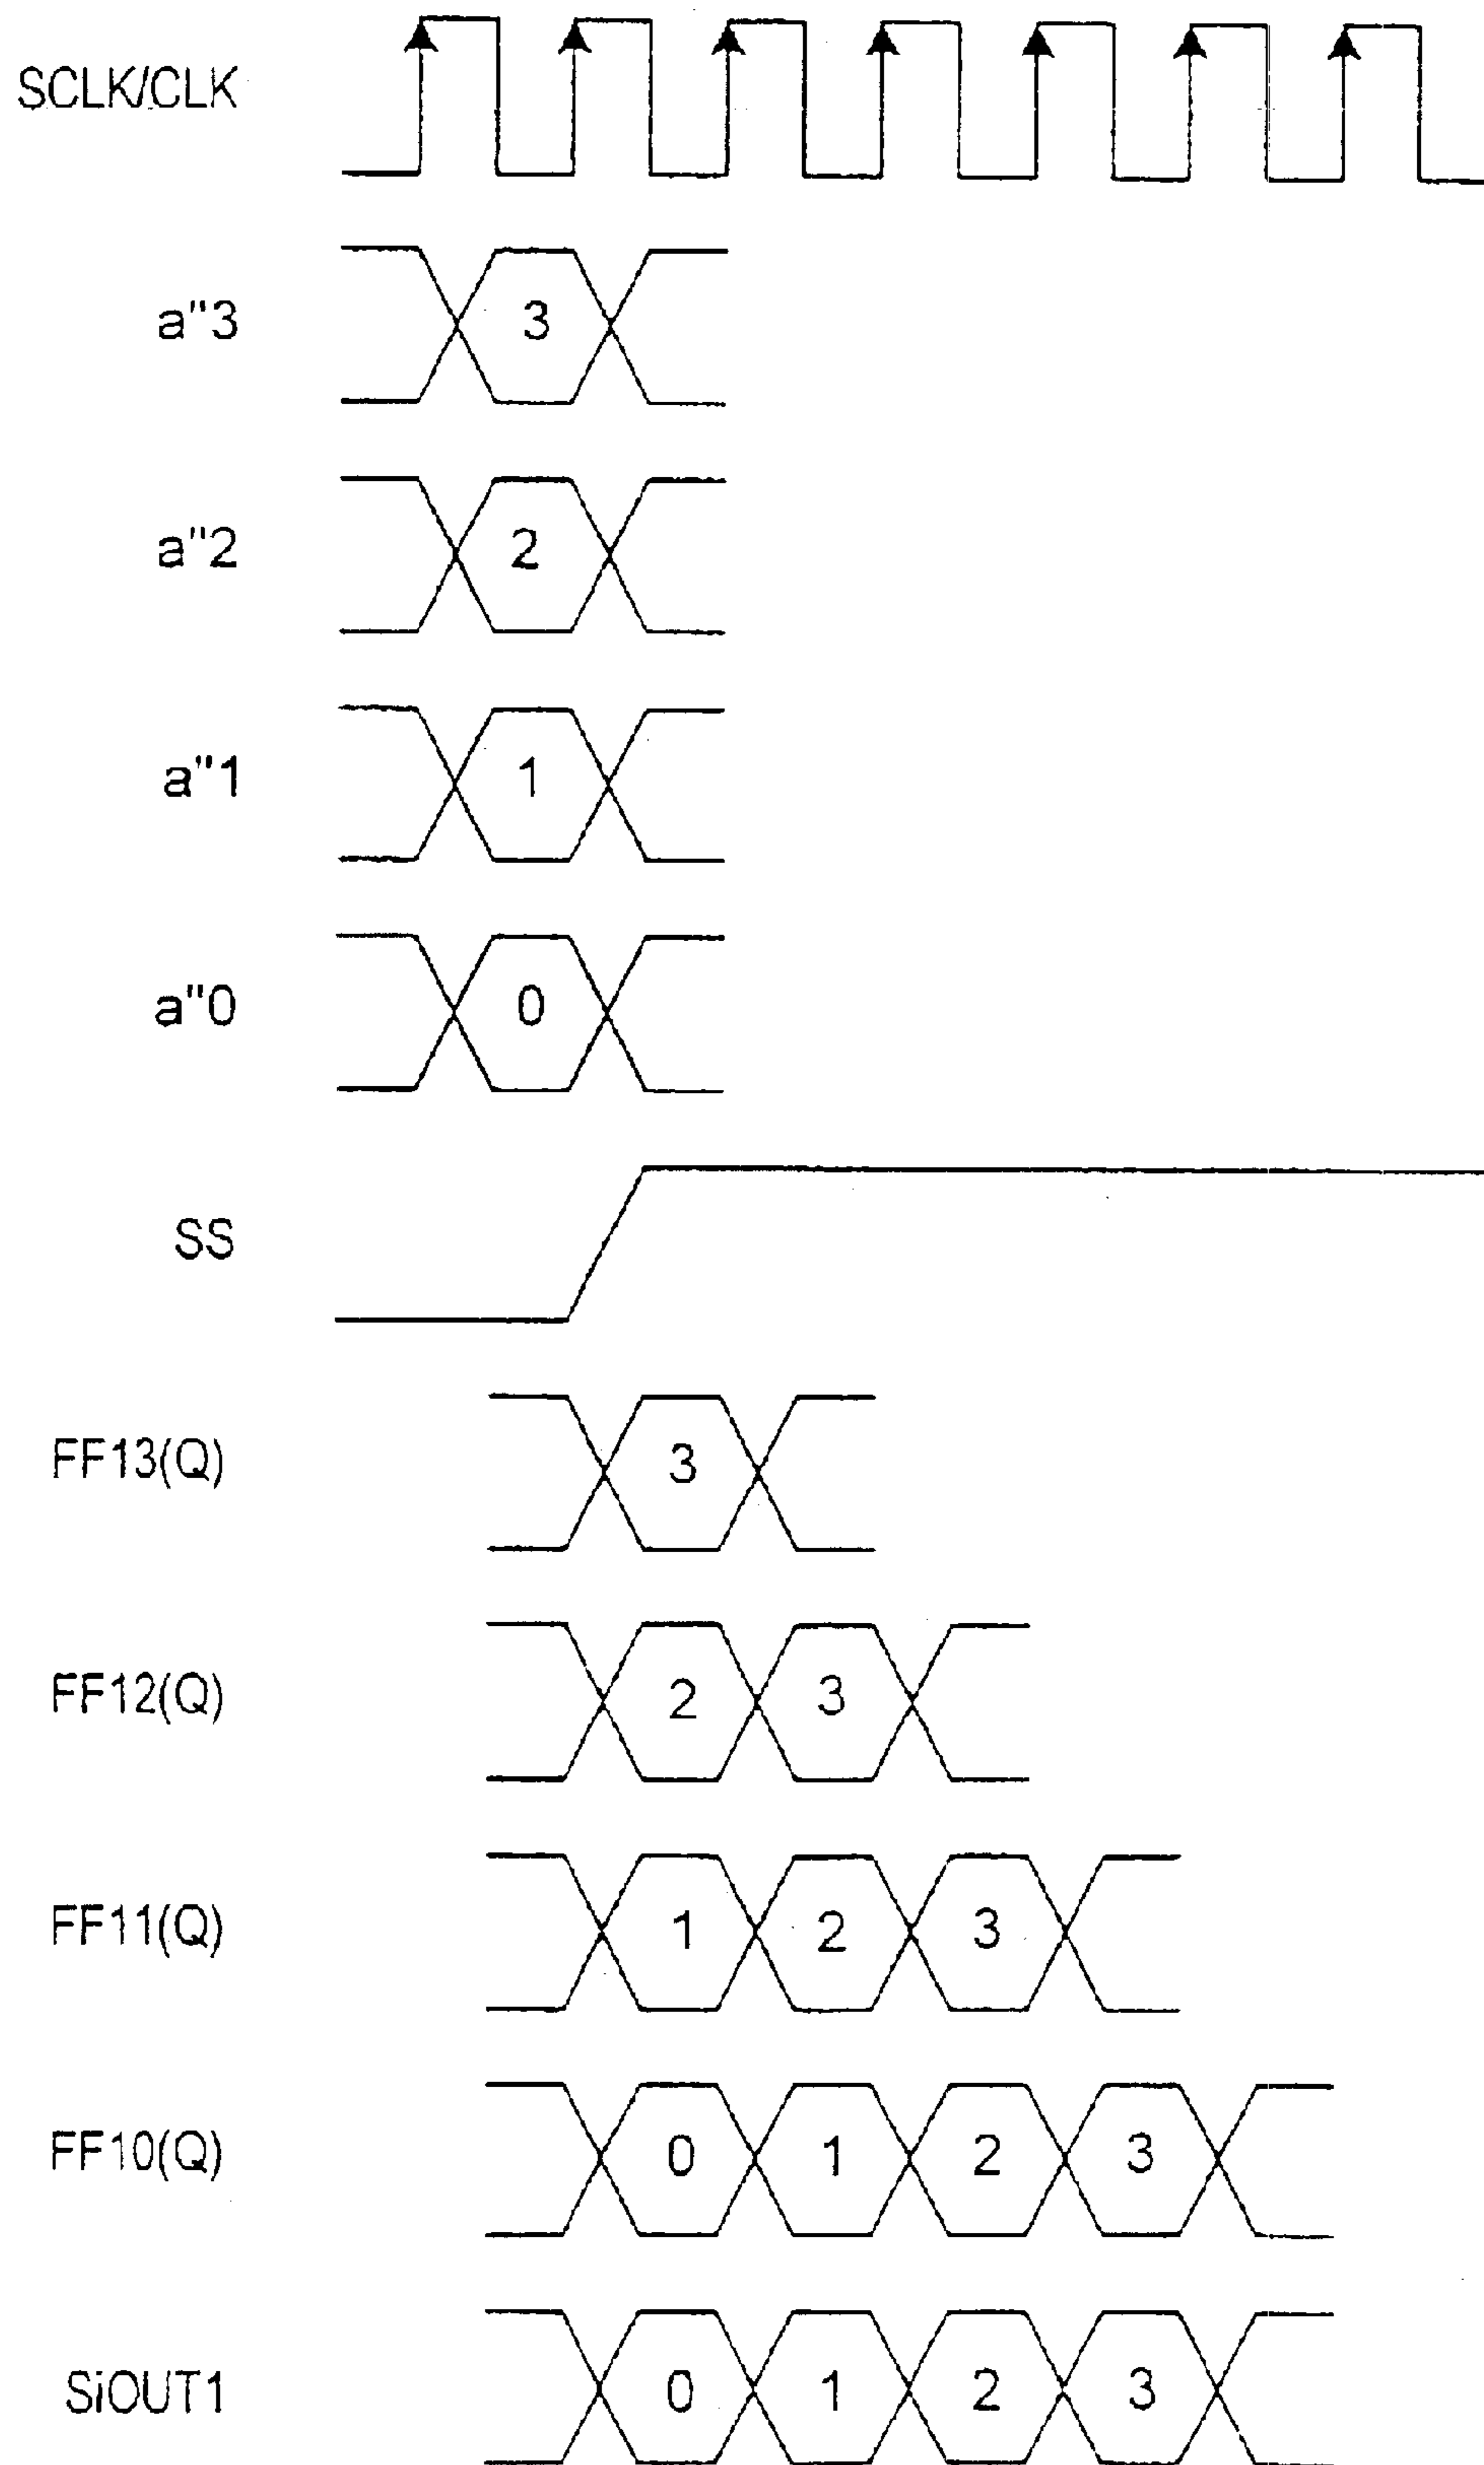 SCLK/CLK
a"3 3
a"2 2
a"1 1
a"0 0
SS
FF13(Q) 3
FF12(Q) 2 3
FF11(Q) 1 2 3
FF10(Q) 0 1 2 3
SiOUT1 0 1 2 3